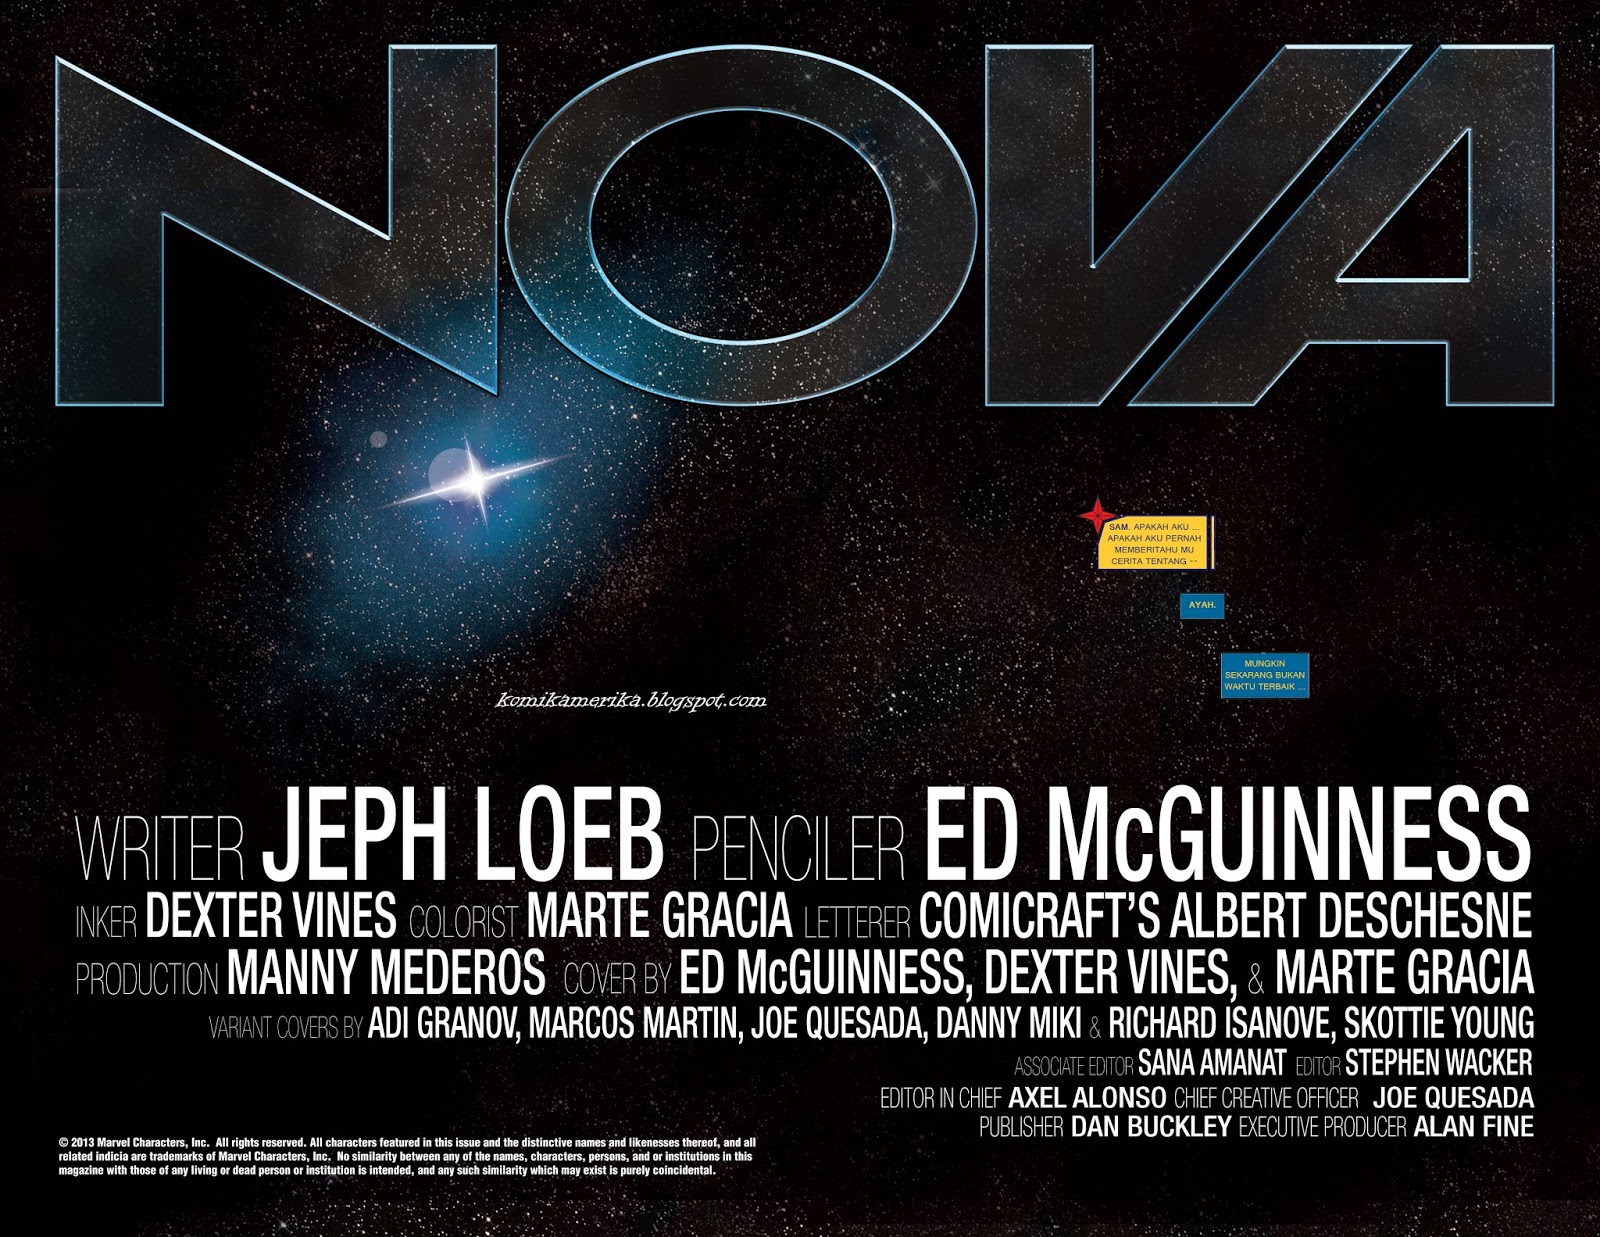 NOVA
SAM. APAKAH AKU ...
APAKAH AKU PERNAH
MEMBERITAHU MU
CERITA TENTANG --
AYAH.
MUNGKIN
SEKARANG BUKAN
WAKTU TERBAIK ...
komikamerika.blogspot.com
WRITER JEPH LOEB PENCILER ED McGUINNESS
INKER DEXTER VINES COLORIST MARTE GRACIA LETTERER COMICRAFT'S ALBERT DESCHESNE
PRODUCTION MANNY MEDEROS COVER BY ED McGUINNESS, DEXTER VINES, & MARTE GRACIA
VARIANT COVERS BY ADI GRANOV, MARCOS MARTIN, JOE QUESADA, DANNY MIKI & RICHARD ISANOVE, SKOTTIE YOUNG
ASSOCIATE EDITOR SANA AMANAT EDITOR STEPHEN WACKER
EDITOR IN CHIEF AXEL ALONSO CHIEF CREATIVE OFFICER JOE QUESADA
PUBLISHER DAN BUCKLEY EXECUTIVE PRODUCER ALAN FINE
© 2013 Marvel Characters, Inc. All rights reserved. All characters featured in this issue and the distinctive names and likenesses thereof, and all
related indicia are trademarks of Marvel Characters, Inc. No similarity between any of the names, characters, persons, and or institutions in this
magazine with those of any living or dead person or institution is intended, and any such similarity which may exist is purely coincidental.